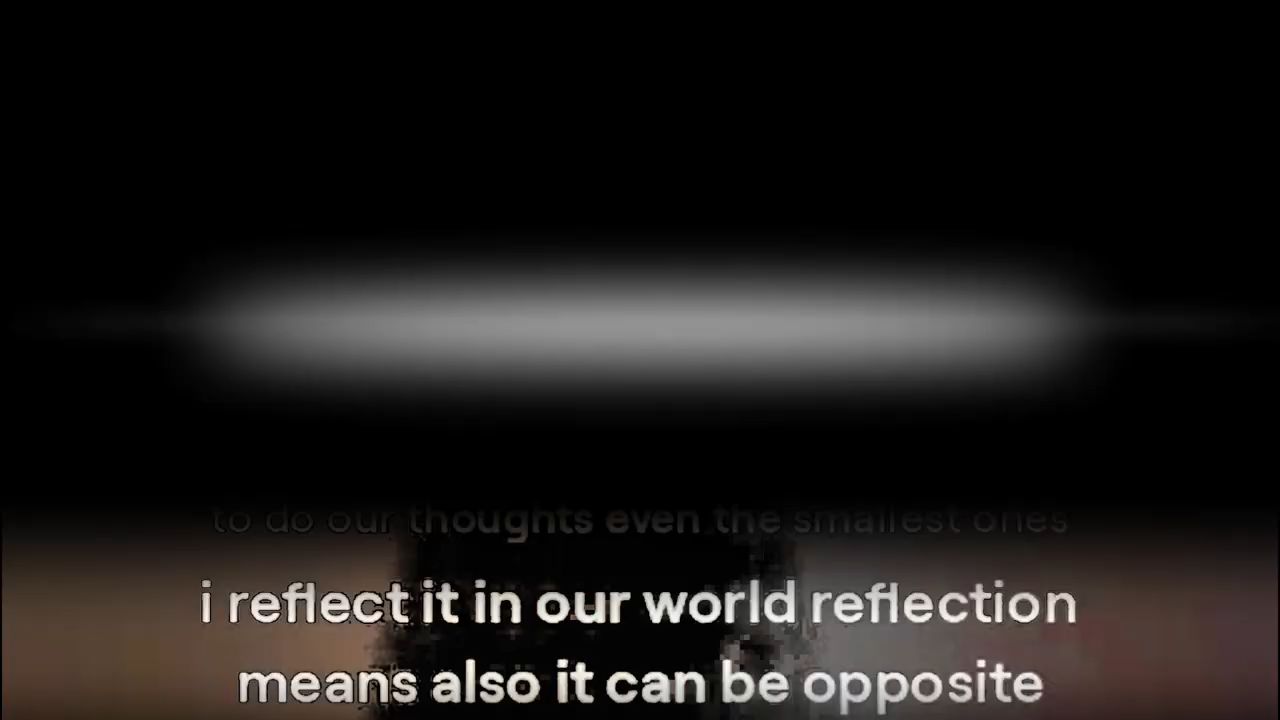 to do our thoughts even the smallest ones
i reflect it in our world reflection
means also it can be opposite